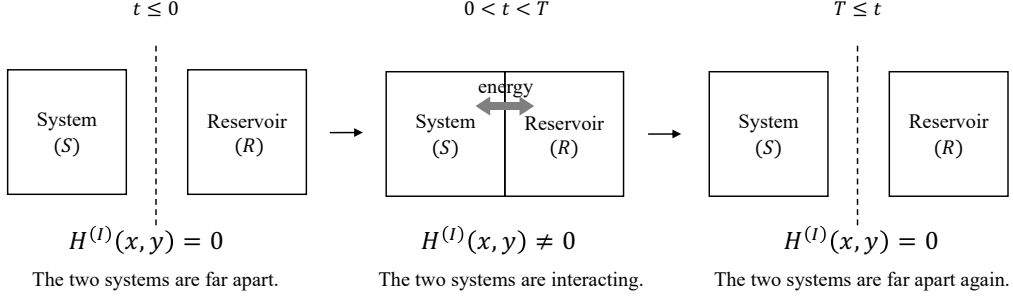 t ≤ 0
0 < t < T
T ≤ t
System
(S)
Reservoir
(R)
energy
System
(S)
Reservoir
(R)
System
(S)
Reservoir
(R)
H^(I)(x, y) = 0
H^(I)(x, y) ≠ 0
H^(I)(x, y) = 0
The two systems are far apart.
The two systems are interacting.
The two systems are far apart again.